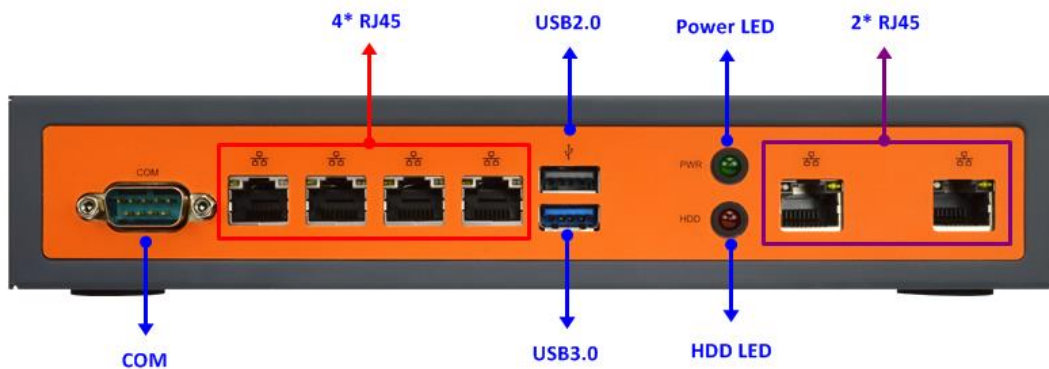 4* RJ45
USB2.0
Power LED
2* RJ45
COM
PWR
HDD
COM
USB3.0
HDD LED